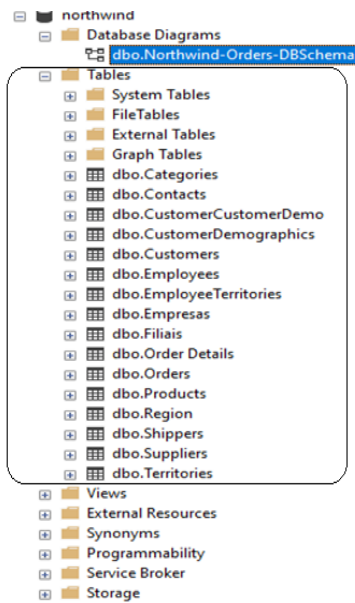 northwind
Database Diagrams
dbo.Northwind-Orders-DBSchema
Tables
System Tables
FileTables
External Tables
Graph Tables
dbo.Categories
dbo.Contacts
dbo.CustomerCustomerDemo
dbo.CustomerDemographics
dbo.Customers
dbo.Employees
dbo.EmployeeTerritories
dbo.Empresas
dbo.Filiais
dbo.Order Details
dbo.Orders
dbo.Products
dbo.Region
dbo.Shippers
dbo.Suppliers
dbo.Territories
Views
External Resources
Synonyms
Programmability
Service Broker
Storage